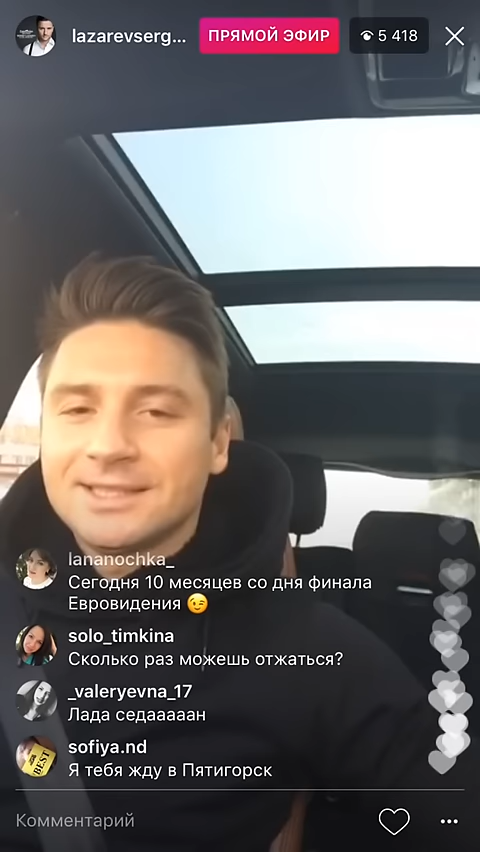 lazarevserg...
ПРЯМОЙ ЭФИР
5 418
lananochka_
Сегодня 10 месяцев со дня финала
Евровидения 😉
solo_timkina
Сколько раз можешь отжаться?
_valeryevna_17
Лада седааааан
sofiya.nd
BEST
Я тебя жду в Пятигорск
Комментарий